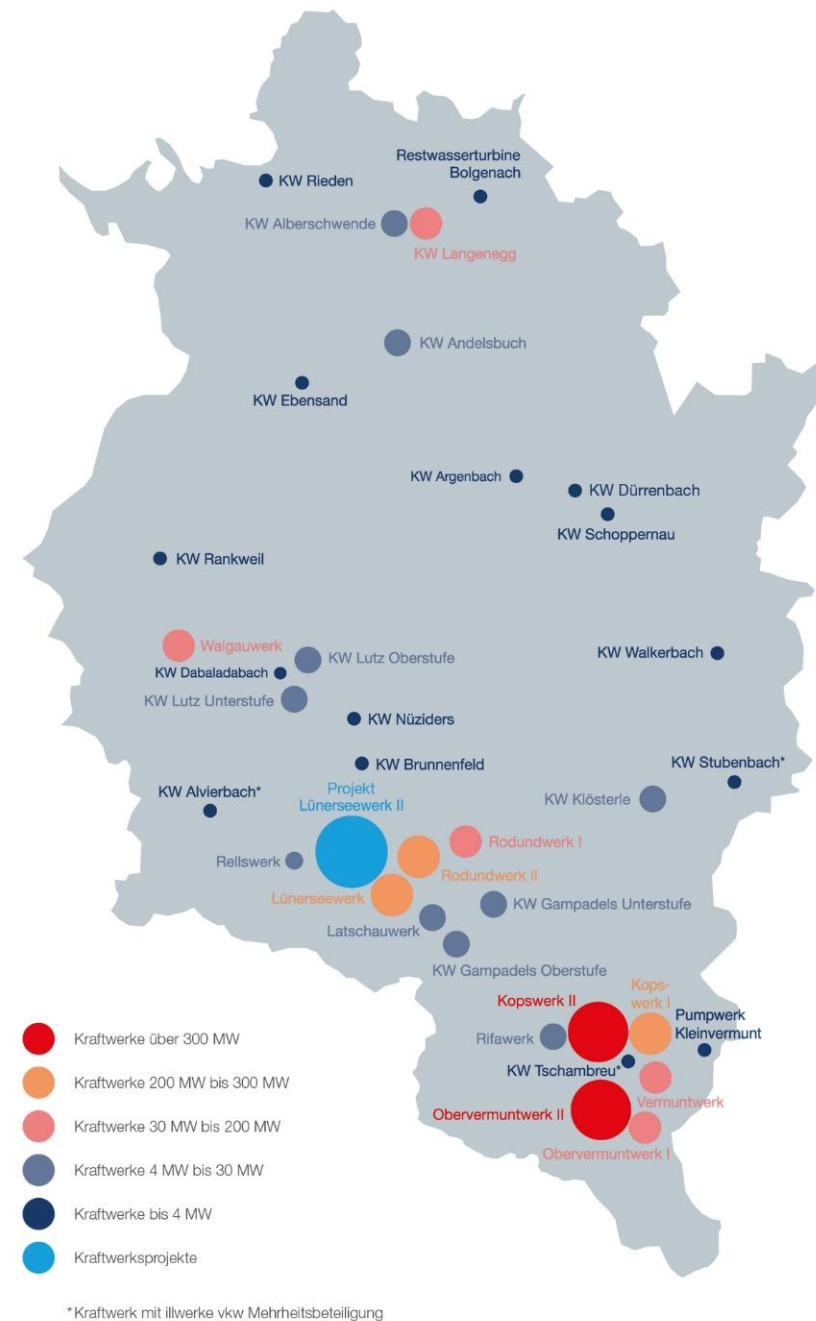 Restwasserturbine
Bolgenach
KW Rieden
KW Alberschwende
KW Langenegg
KW Andelsbuch
KW Ebensand
KW Argenbach
KW Dürrenbach
KW Schoppernau
KW Rankweil
Walgauwerk
KW Lutz Oberstufe
KW Walkerbach
KW Dabaladabach
KW Lutz Unterstufe
KW Nüziders
KW Brunnenfeld
KW Stubenbach*
KW Alvierbach*
Projekt
Lünerseewerk II
KW Klösterle
Rodundwerk I
Rellswerk
Rodundwerk II
Lünerseewerk
KW Gampadels Unterstufe
Latschauwerk
KW Gampadels Oberstufe
Kopswerk II
Kops-
werk I
Pumpwerk
Kleinvermunt
Rifawerk
KW Tschambreu*
Vermuntwerk
Obervermuntwerk II
Obervermuntwerk I
Kraftwerke über 300 MW
Kraftwerke 200 MW bis 300 MW
Kraftwerke 30 MW bis 200 MW
Kraftwerke 4 MW bis 30 MW
Kraftwerke bis 4 MW
Kraftwerksprojekte
*Kraftwerk mit illwerke vkw Mehrheitsbeteiligung